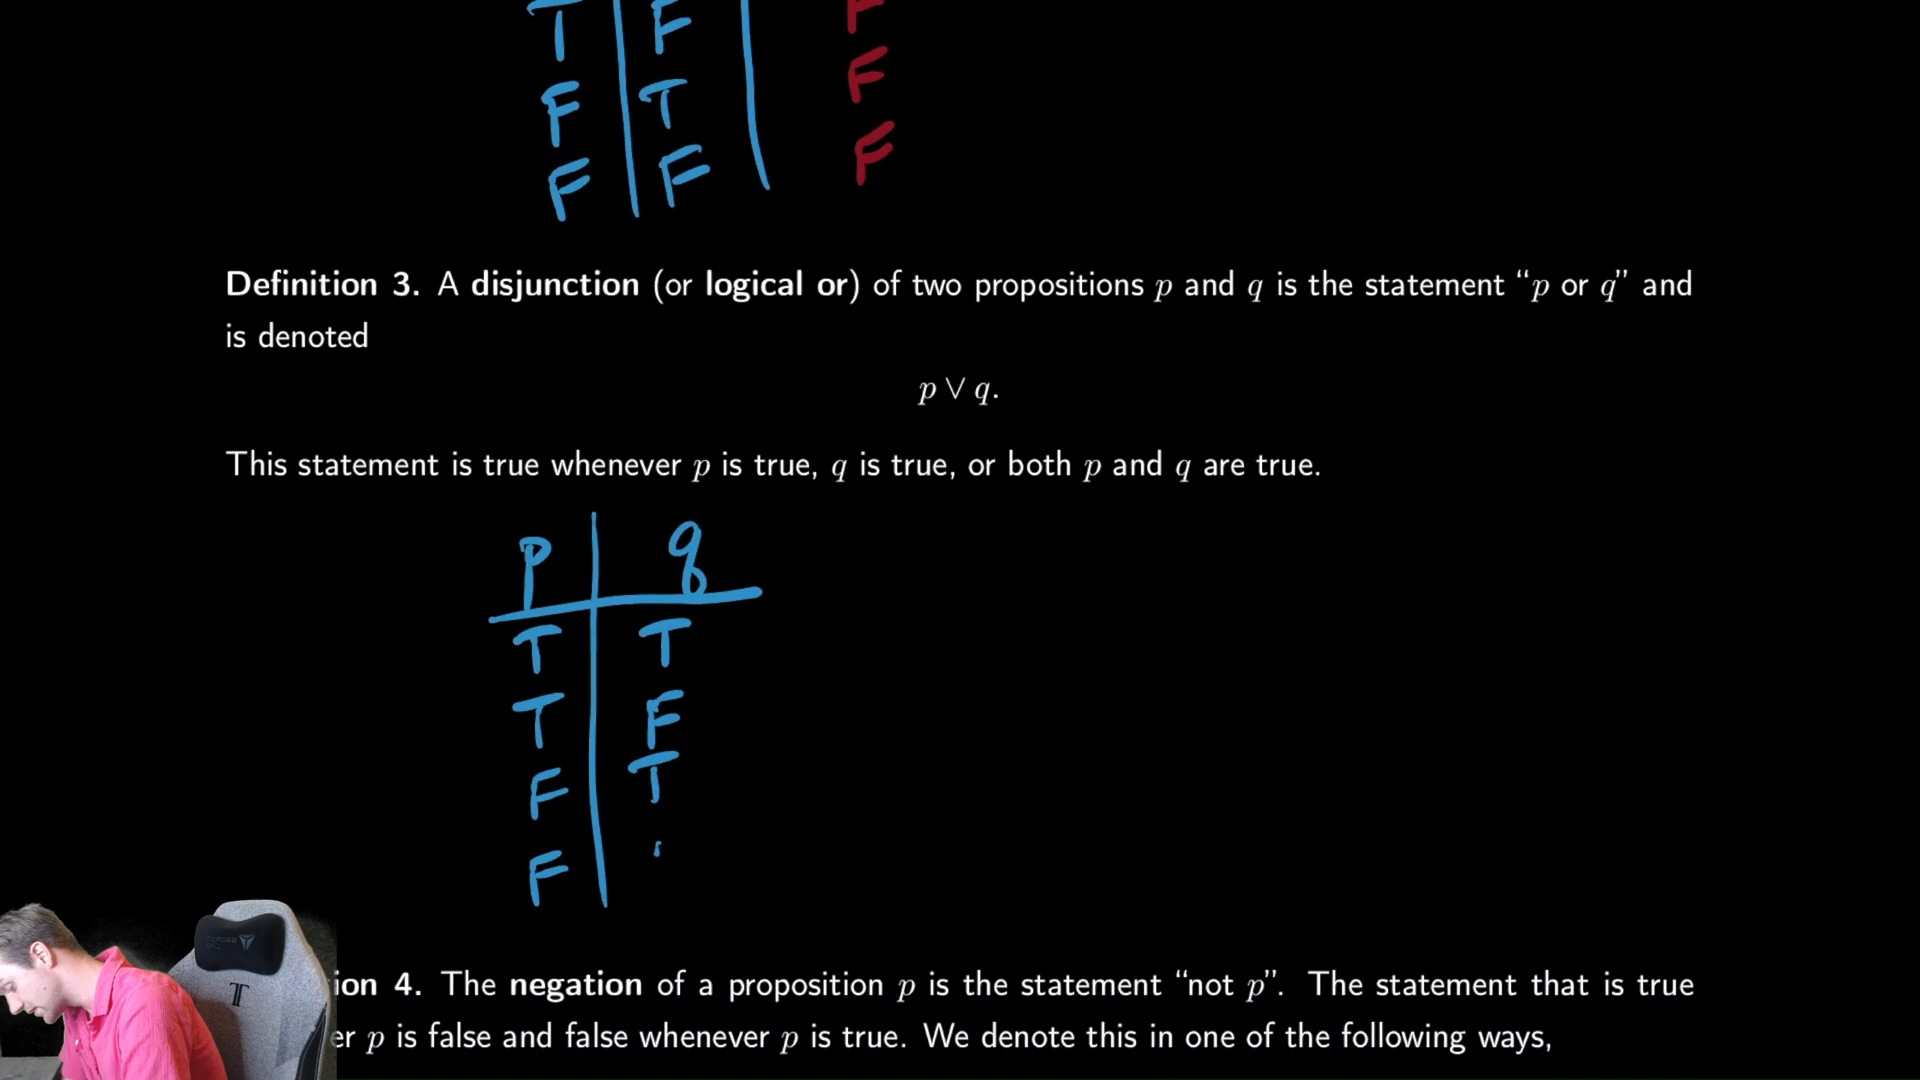 T F F
F T F
F F F
Definition 3. A disjunction (or logical or) of two propositions p and q is the statement “p or q” and
is denoted
p ∨ q.
This statement is true whenever p is true, q is true, or both p and q are true.
p q
T T
T F
F T
F
ion 4. The negation of a proposition p is the statement “not p”. The statement that is true
er p is false and false whenever p is true. We denote this in one of the following ways,